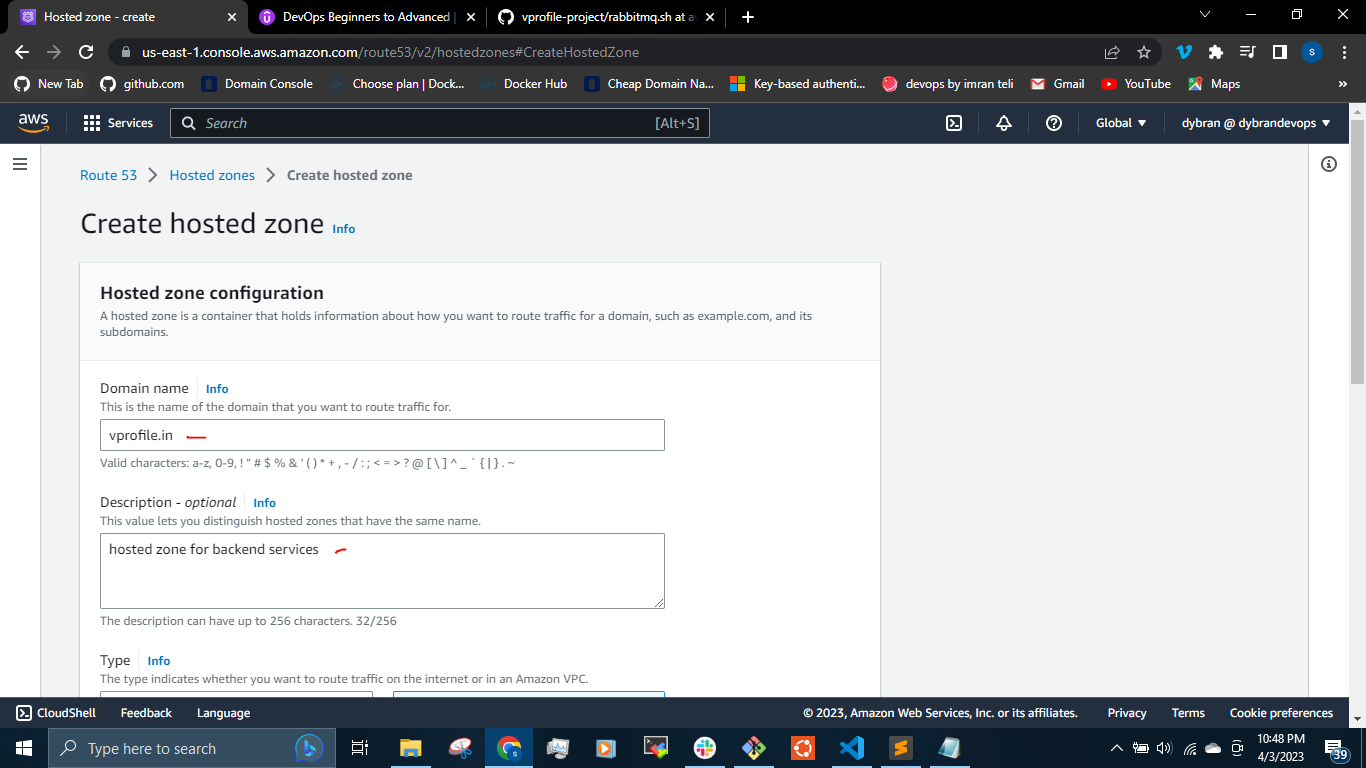 Hosted zone - create
DevOps Beginners to Advanced |
vprofile-project/rabbitmq.sh at
us-east-1.console.aws.amazon.com/route53/v2/hostedzones#CreateHostedZone
S
New Tab
github.com
Domain Console
Choose plan | Dock...
Docker Hub
Cheap Domain Na...
Key-based authenti...
devops by imran teli
Gmail
YouTube
Maps
»
aws
Services
Search
[Alt+S]
Global
dybran @ dybrandevops
Route 53
Hosted zones
Create hosted zone
Create hosted zone Info
Hosted zone configuration
A hosted zone is a container that holds information about how you want to route traffic for a domain, such as example.com, and its
subdomains.
Domain name Info
This is the name of the domain that you want to route traffic for.
vprofile.in
Valid characters: a-z, 0-9, ! " # $ % & ' ( ) * + , - / : ; < = > ? @ [ \ ] ^ _ ` { | } . ~
Description - optional Info
This value lets you distinguish hosted zones that have the same name.
hosted zone for backend services
The description can have up to 256 characters. 32/256
Type Info
The type indicates whether you want to route traffic on the internet or in an Amazon VPC.
CloudShell
Feedback
Language
© 2023, Amazon Web Services, Inc. or its affiliates.
Privacy
Terms
Cookie preferences
Type here to search
10:48 PM
4/3/2023
39